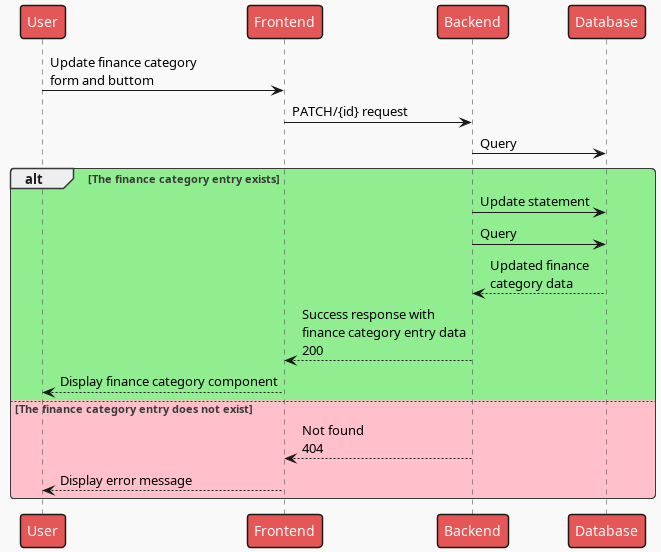 User
Frontend
Backend
Database
Update finance category
form and buttom
PATCH/{id} request
Query
alt
[The finance category entry exists]
Update statement
Query
Updated finance
category data
Success response with
finance category entry data
200
Display finance category component
[The finance category entry does not exist]
Not found
404
Display error message
User
Frontend
Backend
Database